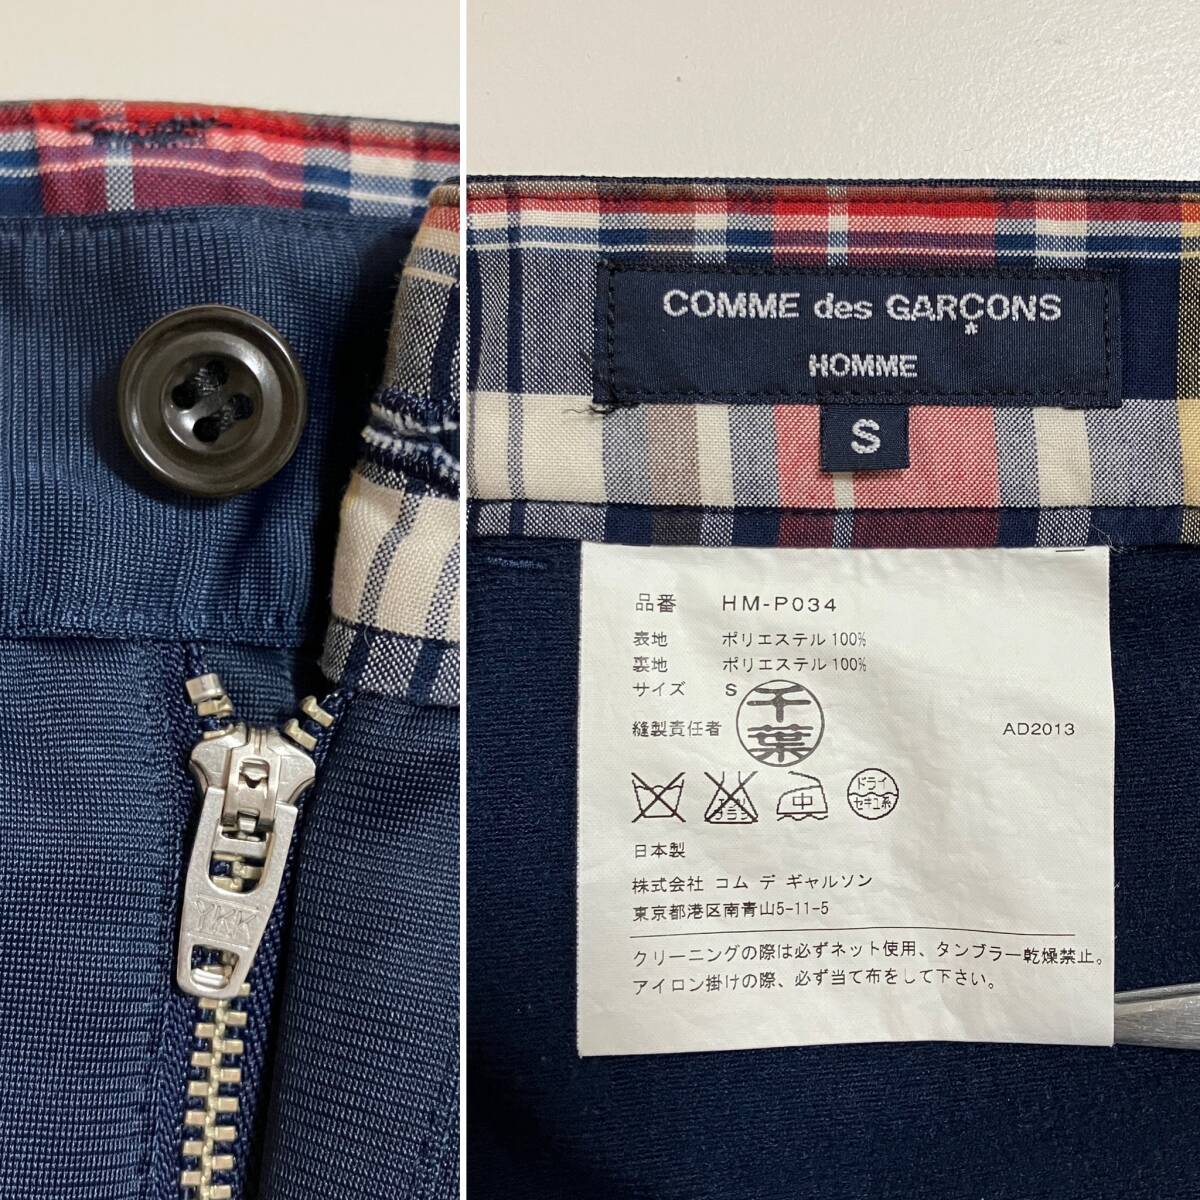 YKK
COMME des GARÇONS
HOMME
S
品番 HM-P034
表地 ポリエステル 100%
裏地 ポリエステル 100%
サイズ S
縫製責任者 千葉 AD2013
中 ドライ セキユ系
日本製
株式会社 コム デ ギャルソン
東京都港区南青山5-11-5
クリーニングの際は必ずネット使用、タンブラー乾燥禁止。
アイロン掛けの際、必ず当て布をして下さい。